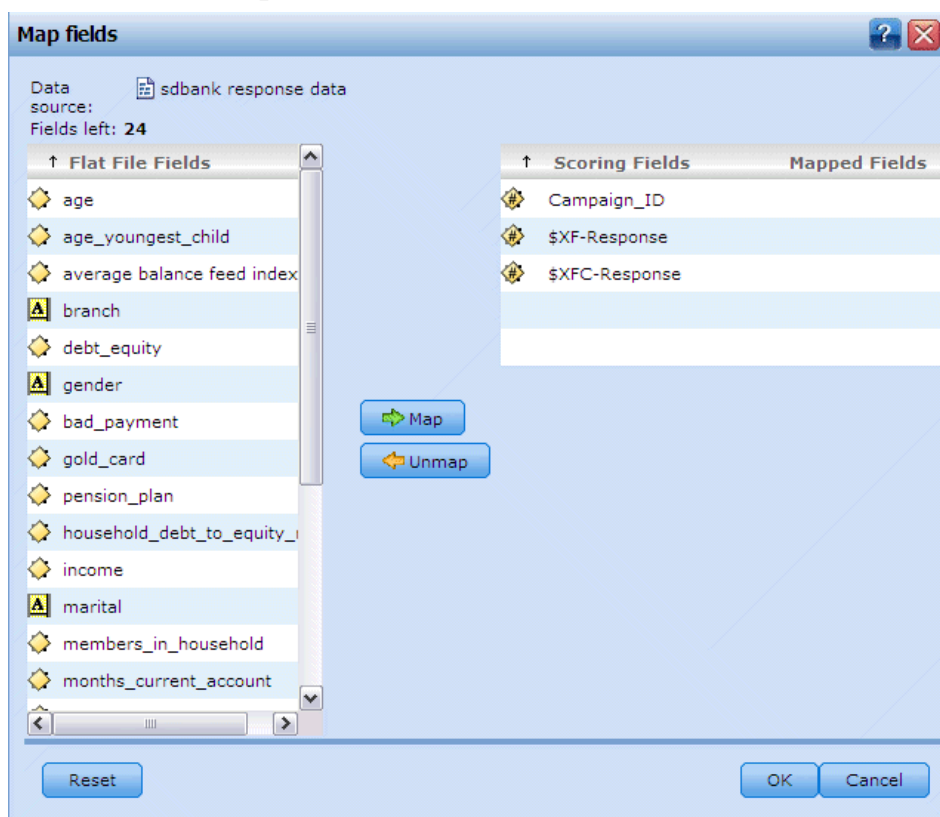 Map fields
?
Data sdbank response data
source:
Fields left: 24
↑ Flat File Fields
age
age_youngest_child
average balance feed index
A branch
debt_equity
A gender
bad_payment
gold_card
pension_plan
household_debt_to_equity_
income
A marital
members_in_household
months_current_account
Map
Unmap
↑ Scoring Fields Mapped Fields
# Campaign_ID
# $XF-Response
# $XFC-Response
Reset OK Cancel